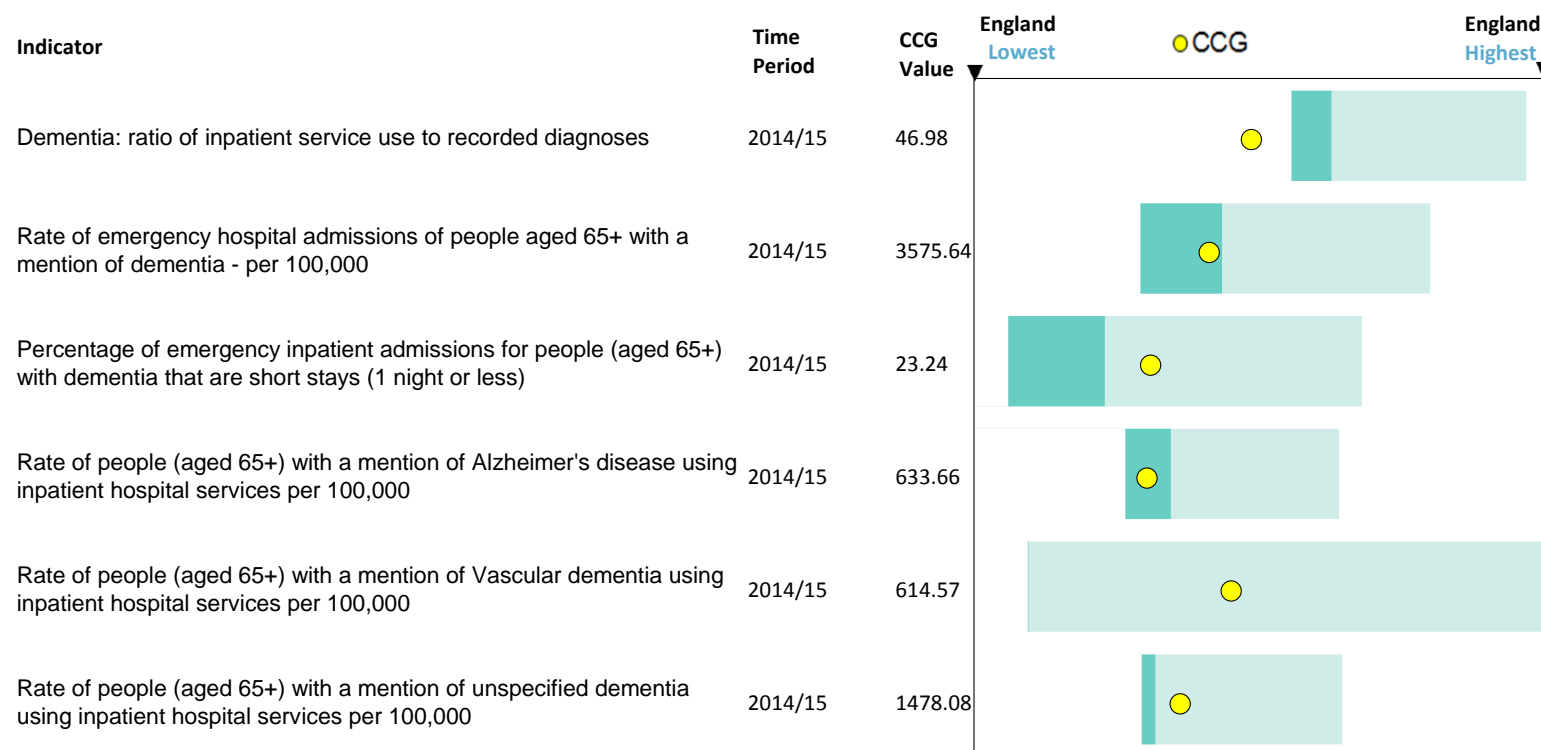 Indicator
Time
Period
CCG
Value
England
Lowest
CCG
England
Highest
Dementia: ratio of inpatient service use to recorded diagnoses
2014/15
46.98
Rate of emergency hospital admissions of people aged 65+ with a
mention of dementia - per 100,000
2014/15
3575.64
Percentage of emergency inpatient admissions for people (aged 65+)
with dementia that are short stays (1 night or less)
2014/15
23.24
Rate of people (aged 65+) with a mention of Alzheimer's disease using
inpatient hospital services per 100,000
2014/15
633.66
Rate of people (aged 65+) with a mention of Vascular dementia using
inpatient hospital services per 100,000
2014/15
614.57
Rate of people (aged 65+) with a mention of unspecified dementia
using inpatient hospital services per 100,000
2014/15
1478.08